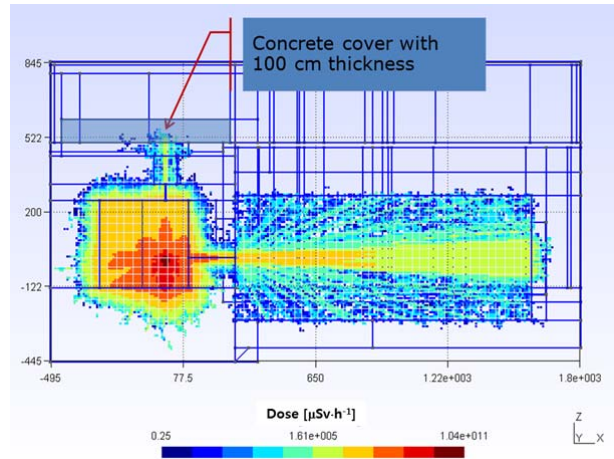 Concrete cover with
100 cm thickness
845
522
200
-122
-445
-495 77.5 650 1.22e+003 1.8e+003
Dose [μSv·h⁻¹]
0.25 1.61e+005 1.04e+011
Z
Y X